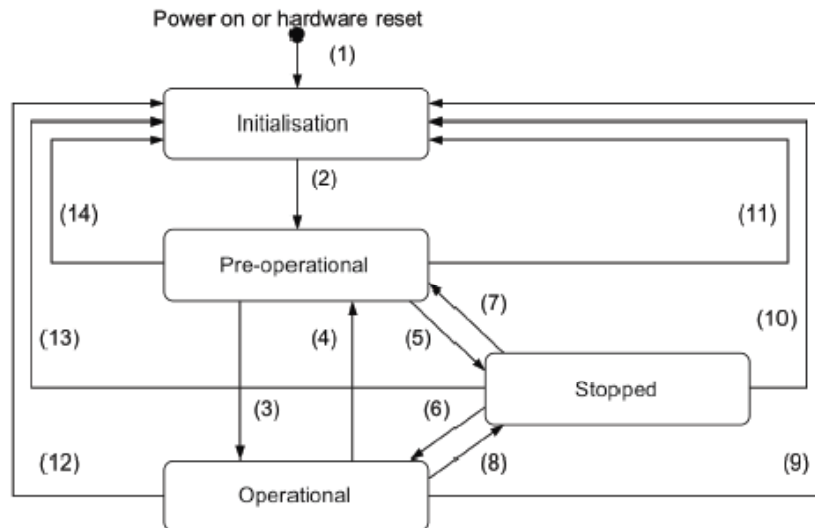 Power on or hardware reset
(1)
Initialisation
(2)
(14)
(11)
Pre-operational
(7)
(13)
(4)
(5)
(10)
Stopped
(3)
(6)
(12)
(8)
(9)
Operational